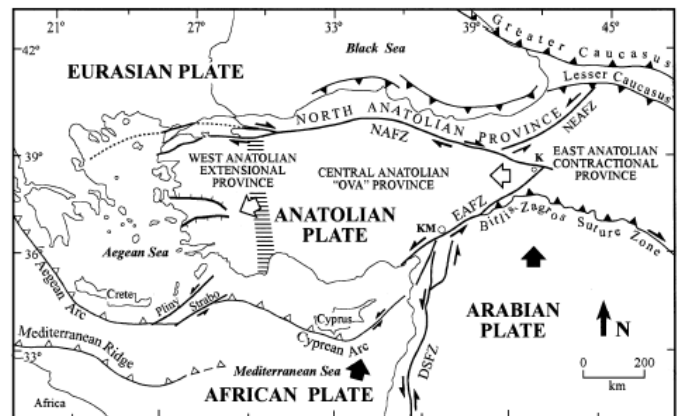 21°
27°
33°
39°
45°
42°
39°
36°
33°
Black Sea
Greater Caucasus
Lesser Caucasus
EURASIAN PLATE
NORTH ANATOLIAN PROVINCE
NAFZ
NEAFZ
WEST ANATOLIAN
EXTENSIONAL
PROVINCE
CENTRAL ANATOLIAN
"OVA" PROVINCE
K
EAST ANATOLIAN
CONTRACTIONAL
PROVINCE
ANATOLIAN
PLATE
EAFZ
KM
Bitlis-Zagros Suture Zone
Aegean Sea
Aegean Arc
Crete
Pliny
Strabo
Cyprus
Cyprean Arc
ARABIAN
PLATE
N
0 200
km
DSFZ
Mediterranean Ridge
Mediterranean Sea
AFRICAN PLATE
Africa